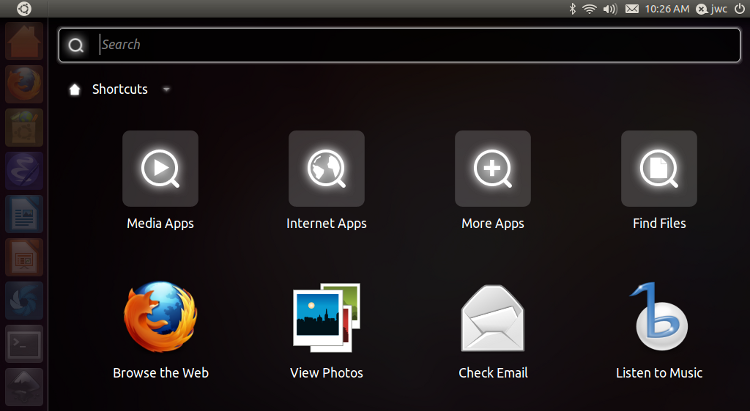 10:26 AM jwc
Search
Shortcuts
Media Apps Internet Apps More Apps Find Files
Browse the Web View Photos Check Email Listen to Music